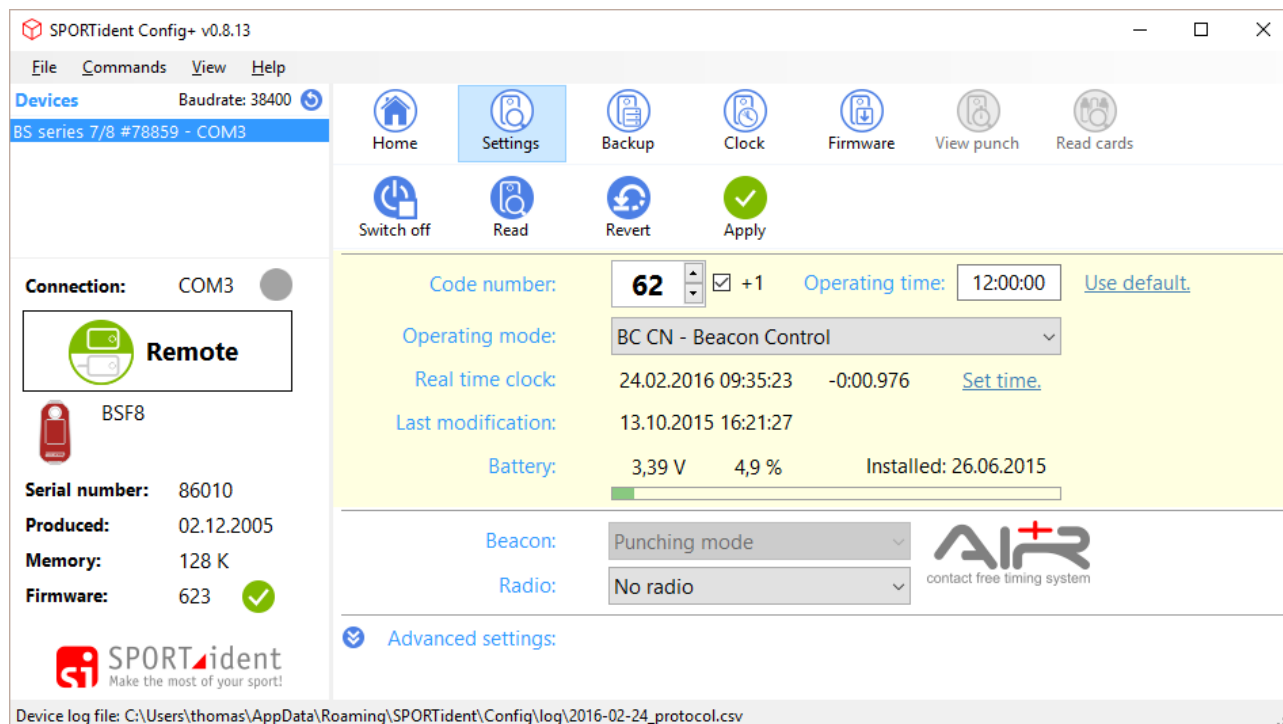 SPORTident Config+ v0.8.13
File Commands View Help
Devices Baudrate: 38400
BS series 7/8 #78859 - COM3
Home Settings Backup Clock Firmware View punch Read cards
Switch off Read Revert Apply
Connection: COM3
Remote
BSF8
Serial number: 86010
Produced: 02.12.2005
Memory: 128 K
Firmware: 623
SPORTident
Make the most of your sport!
Code number: 62 +1 Operating time: 12:00:00 Use default.
Operating mode: BC CN - Beacon Control
Real time clock: 24.02.2016 09:35:23 -0:00.976 Set time.
Last modification: 13.10.2015 16:21:27
Battery: 3,39 V 4,9 % Installed: 26.06.2015
Beacon: Punching mode
Radio: No radio
AIR+
contact free timing system
Advanced settings:
Device log file: C:\Users\thomas\AppData\Roaming\SPORTident\Config\log\2016-02-24_protocol.csv